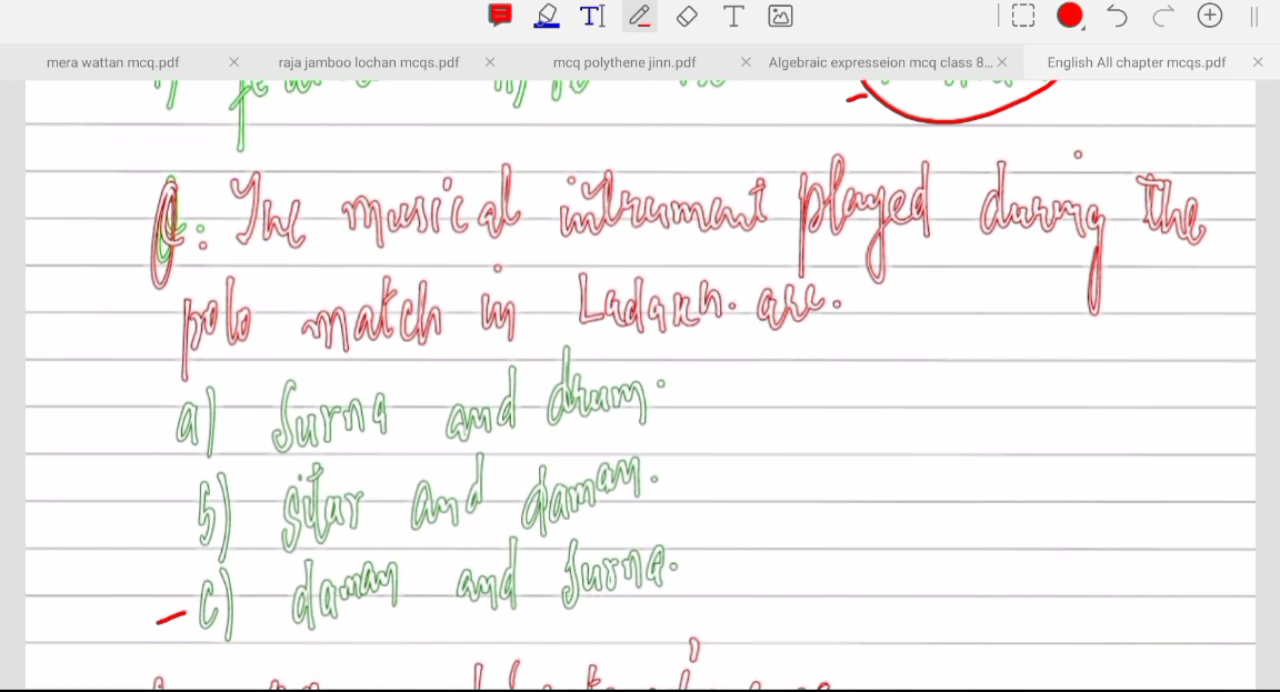 mera wattan mcq.pdf
raja jamboo lochan mcqs.pdf
mcq polythene jinn.pdf
Algebraic expresseion mcq class 8...
English All chapter mcqs.pdf
Q: The musical intrument played during the
polo match in Ladakh. are.
a) Surna and drum.
b) sitar and daman.
c) daman and surna.